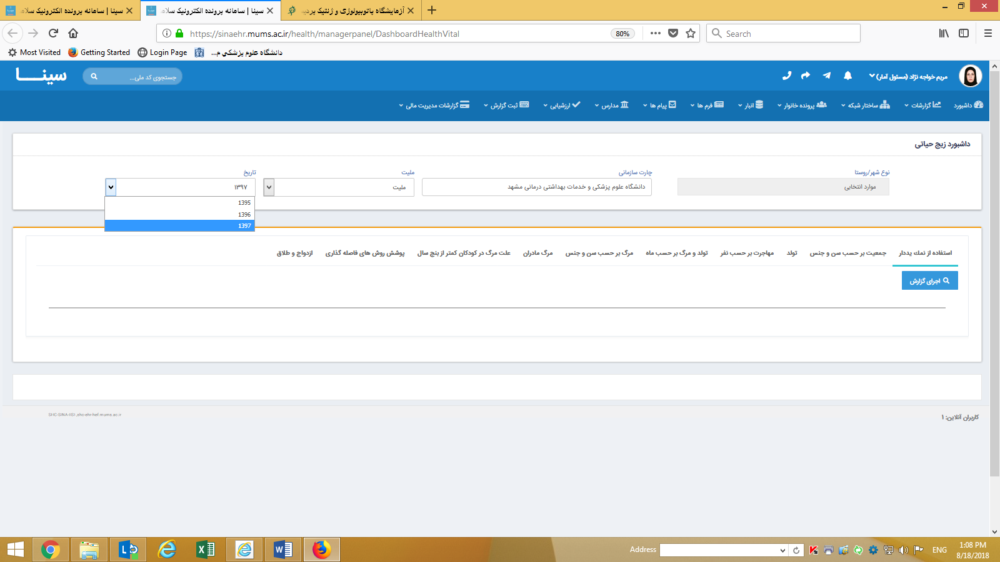 سینا | سامانه پرونده الکترونیک سلام
سینا | سامانه پرونده الکترونیک سلام
آزمایشگاه پاتوبیولوژی و ژنتیک پردیس
https://sinaehr.mums.ac.ir/health/managerpanel/DashboardHealthVital
80%
Search
Most Visited
Getting Started
Login Page
دانشگاه علوم پزشكي م...
سینا
جستجوی کد ملی...
مریم خواجه نژاد (مسئول آمار)
داشبورد
گزارشات
ساختار شبکه
پرونده خانوار
انبار
فرم ها
پیام ها
مدارس
ارزشیابی
ثبت گزارش
گزارشات مدیریت مالی
داشبورد زیج حیاتی
نوع شهر/روستا
چارت سازمانی
ملیت
تاریخ
موارد انتخابی
دانشگاه علوم پزشکی و خدمات بهداشتی درمانی مشهد
ملیت
۱۳۹۷
1395
1396
1397
استفاده از نمك یددار
جمعیت بر حسب سن و جنس
تولد
مهاجرت بر حسب نفر
تولد و مرگ بر حسب ماه
مرگ بر حسب سن و جنس
مرگ مادران
علت مرگ در کودکان کمتر از پنج سال
پوشش روش های فاصله گذاری
ازدواج و طلاق
اجرای گزارش
SHC-SINA-IISI ,shc-ehr-hef.mums.ac.ir
کاربران آنلاین: ۱
Address
ENG
1:08 PM
8/18/2018